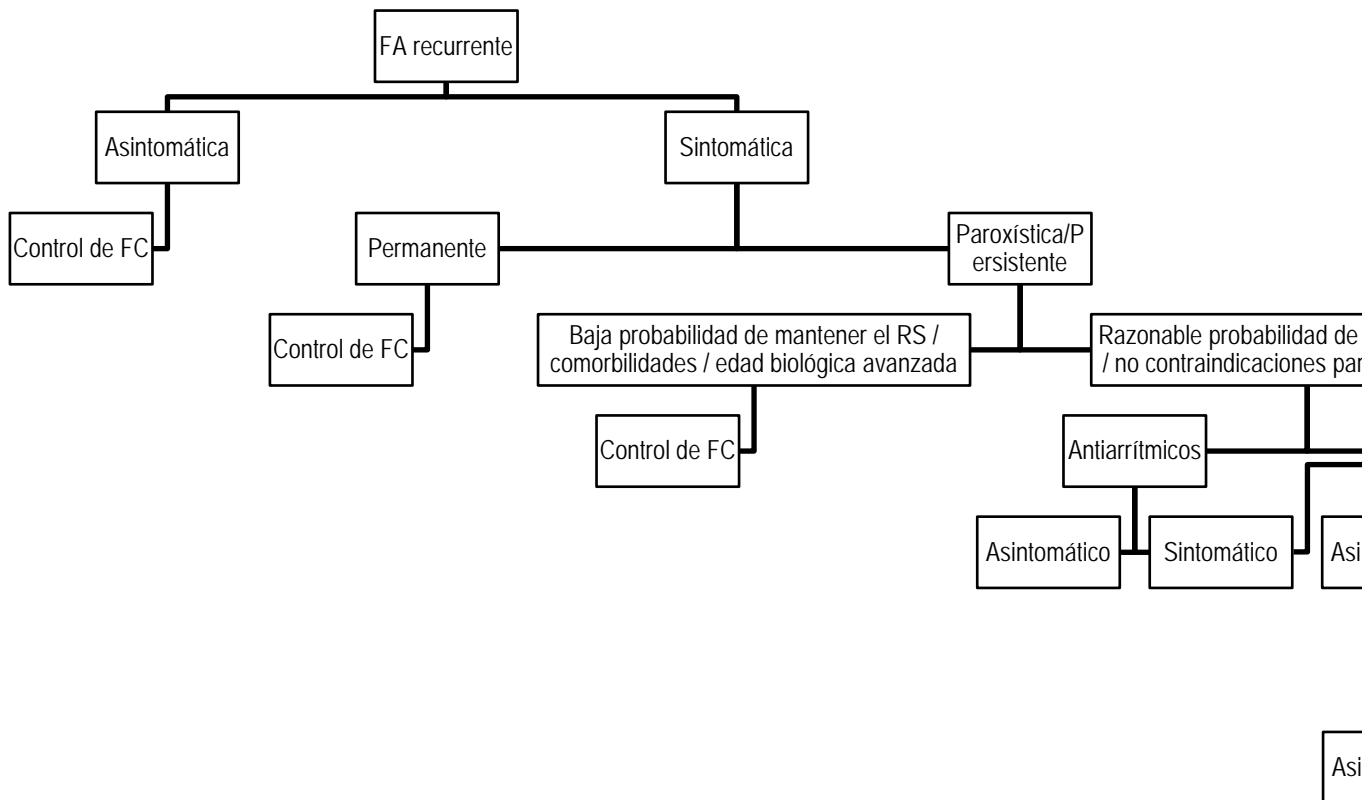 FA recurrente
Asintomática
Sintomática
Control de FC
Permanente
Paroxística/P
ersistente
Control de FC
Baja probabilidad de mantener el RS /
comorbilidades / edad biológica avanzada
Razonable probabilidad de
/ no contraindicaciones
Control de FC
Antiarrítmicos
Asintomático
Sintomático